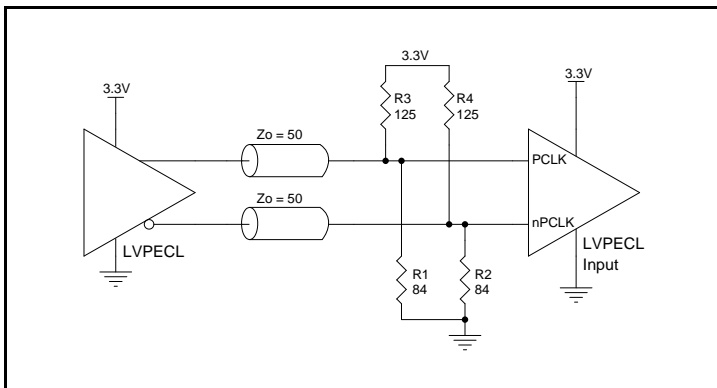 3.3V
3.3V
3.3V
R3
125
R4
125
Zo = 50
PCLK
Zo = 50
nPCLK
LVPECL
LVPECL
Input
R1
84
R2
84